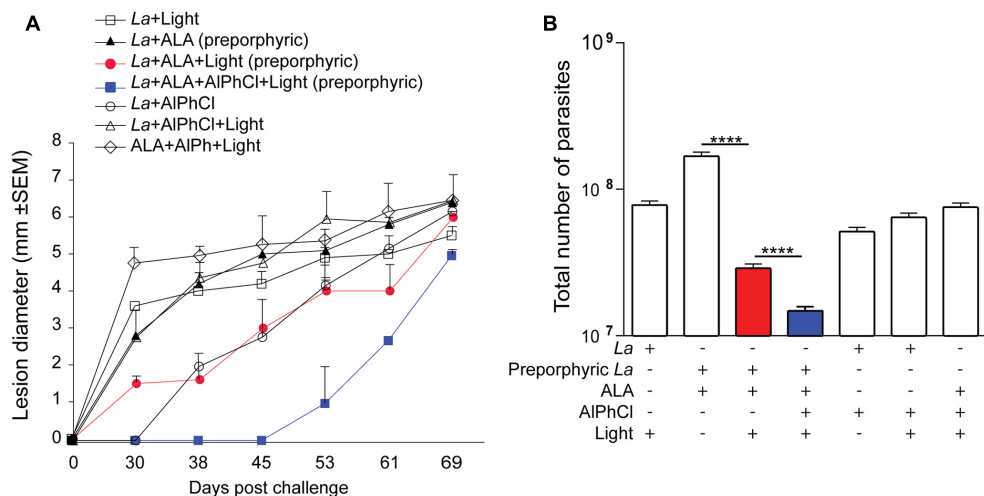 A
La+Light
La+ALA (preporphyric)
La+ALA+Light (preporphyric)
La+ALA+AlPhCl+Light (preporphyric)
La+AlPhCl
La+AlPhCl+Light
ALA+AlPh+Light
Lesion diameter (mm ±SEM)
8
7
6
5
4
3
2
1
0
0 30 38 45 53 61 69
Days post challenge
B
Total number of parasites
10⁹
10⁸
10⁷
**** 
****
La + - - - + + -
Preporphyric La - + + + - - -
ALA - + + + - - +
AlPhCl - - - + + + +
Light + - + + - + +